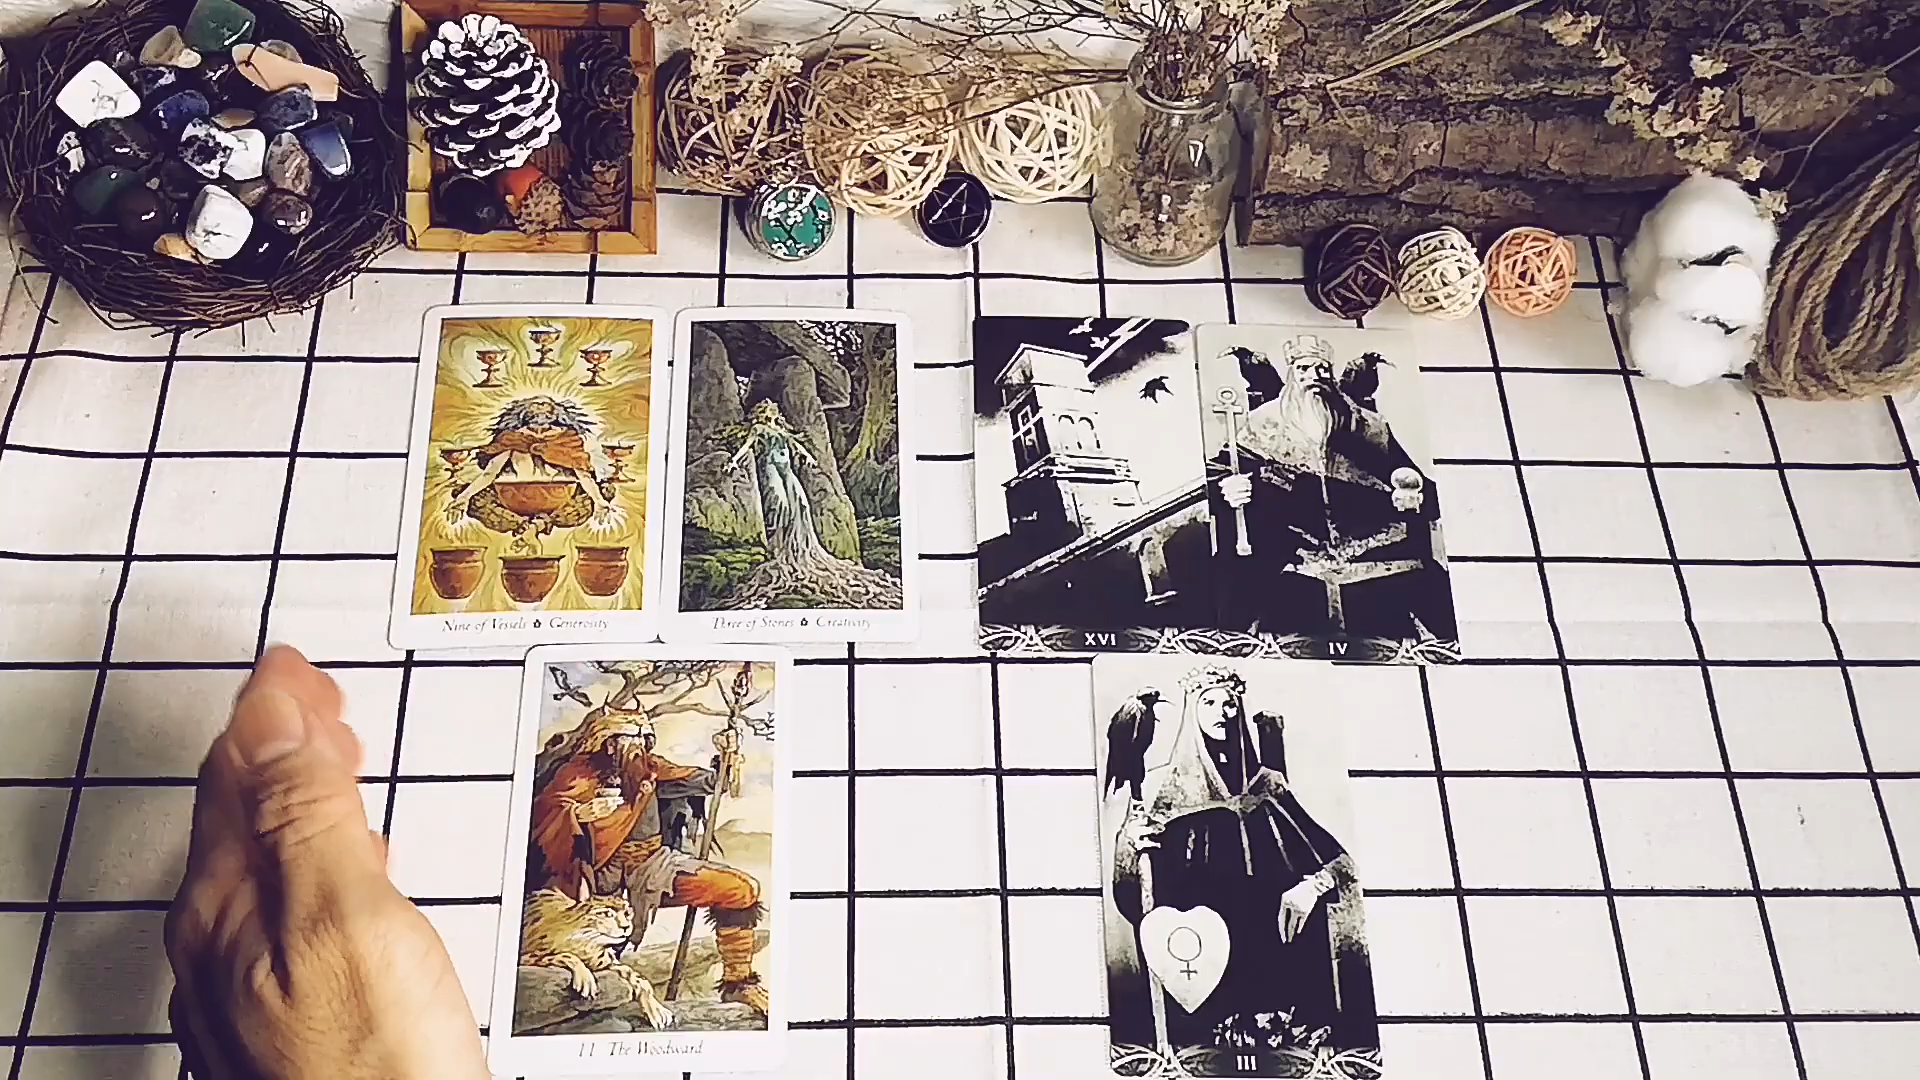 Nine of Vessels ✿ Generosity
Three of Stones ✿ Creativity
XVI
IV
11 The Woodward
III